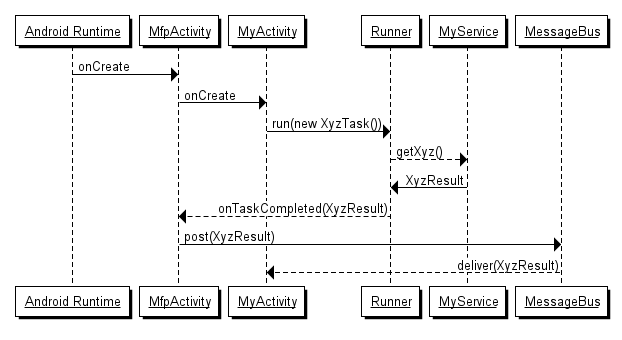 Android Runtime MfpActivity MyActivity Runner MyService MessageBus
onCreate
onCreate
run(new XyzTask())
getXyz()
XyzResult
onTaskCompleted(XyzResult)
post(XyzResult)
deliver(XyzResult)
Android Runtime MfpActivity MyActivity Runner MyService MessageBus